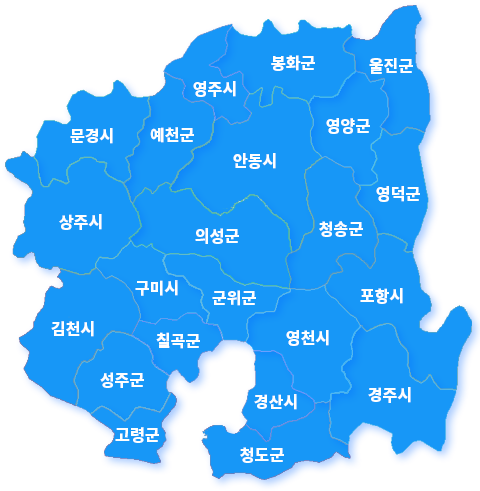 봉화군
울진군
영주시
영양군
문경시
예천군
안동시
영덕군
상주시
청송군
의성군
구미시
군위군
포항시
김천시
칠곡군
영천시
성주군
경산시
경주시
고령군
청도군